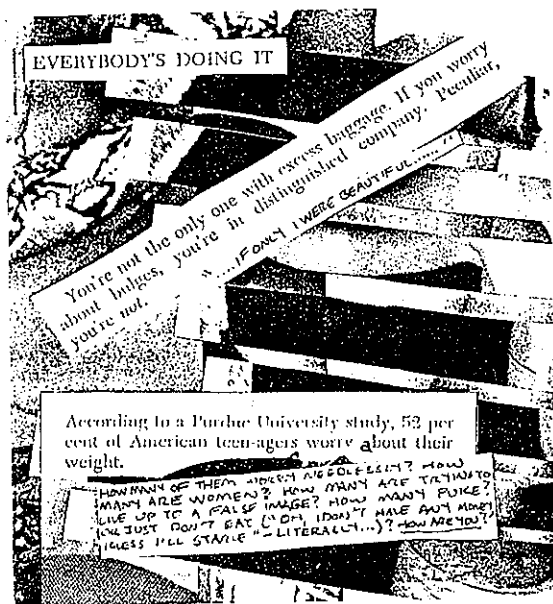 EVERYBODY'S DOING IT
You're not the only one with excess baggage. If you worry
about bulges, you're in distinguished company. Peculiar,
you're not.
"....IF ONLY I WERE BEAUTIFUL....."
According to a Purdue University study, 52 per
cent of American teen-agers worry about their
weight.
HOW MANY OF THEM WORRY NEEDLESSLY? HOW
MANY ARE WOMEN? HOW MANY ARE TRYING TO
LIVE UP TO A FALSE IMAGE? HOW MANY PUKE?
JUST DON'T EAT ("OH, I DON'T HAVE ANY MONEY
I GUESS I'LL STARVE" - LITERALLY...)? HOW ARE YOU?